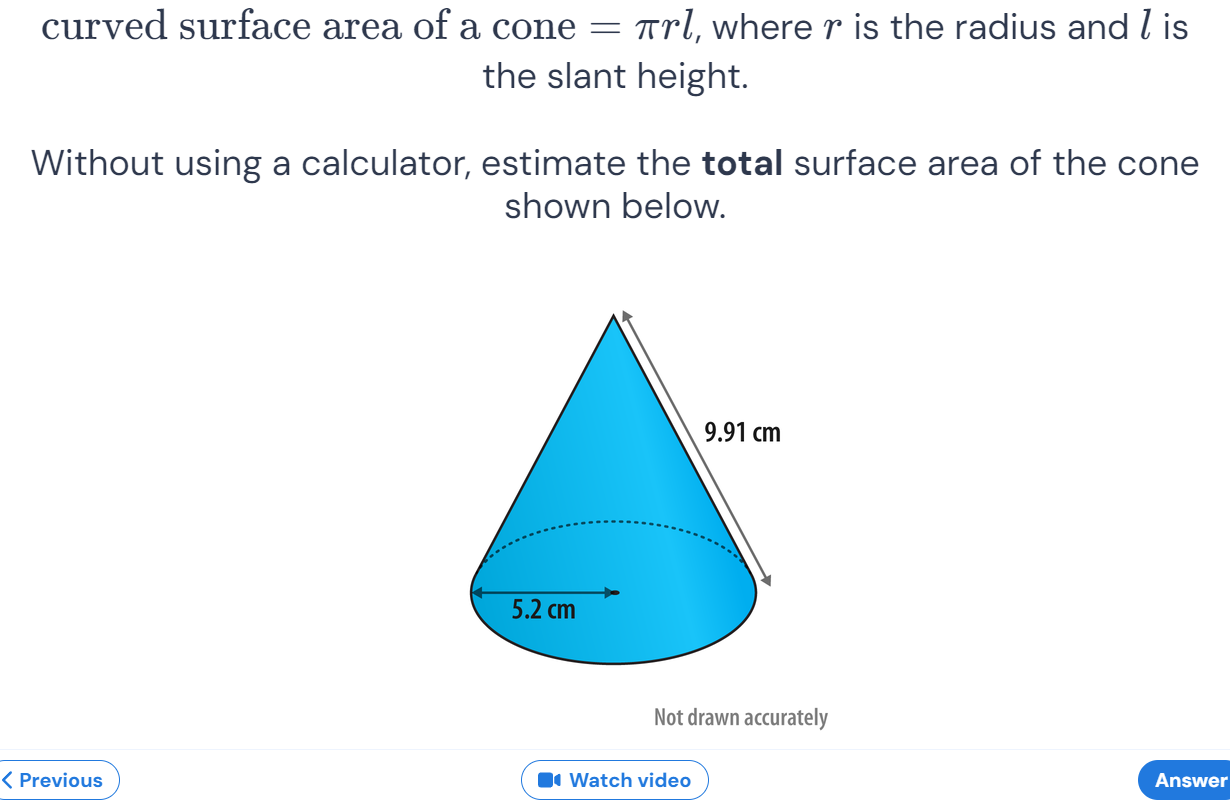 curved surface area of a cone = πrl, where r is the radius and l is
the slant height.
Without using a calculator, estimate the total surface area of the cone
shown below.
9.91 cm
5.2 cm
Not drawn accurately
Previous
Watch video
Answer